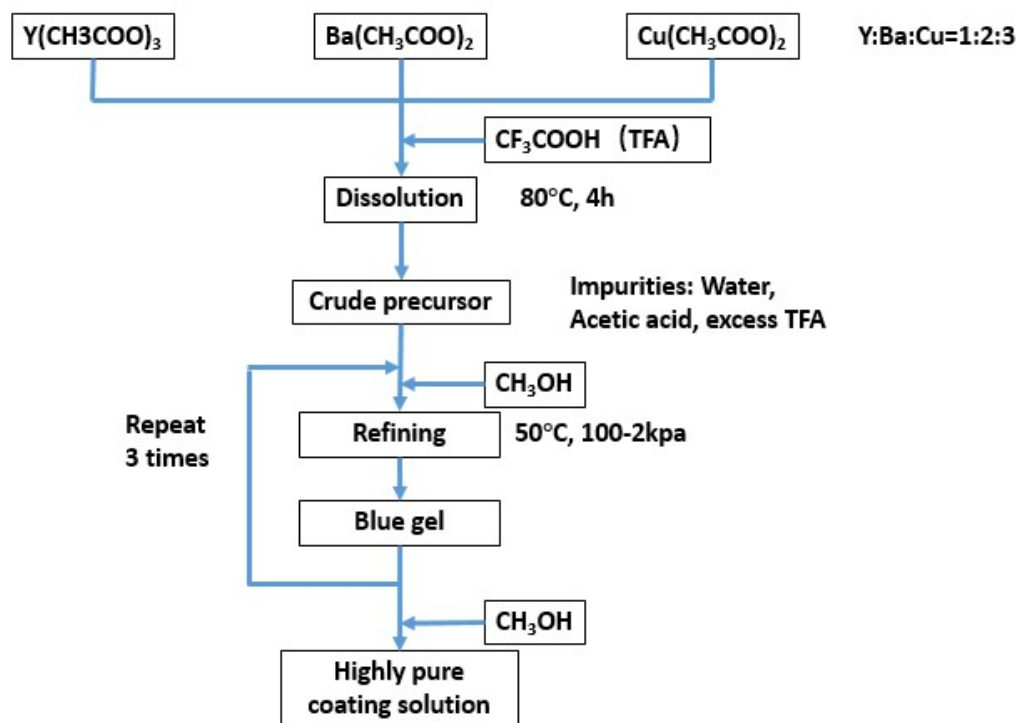 Y(CH3COO)₃
Ba(CH₃COO)₂
Cu(CH₃COO)₂
Y:Ba:Cu=1:2:3
CF₃COOH (TFA)
Dissolution
80°C, 4h
Crude precursor
Impurities: Water,
Acetic acid, excess TFA
CH₃OH
Repeat
3 times
Refining
50°C, 100-2kpa
Blue gel
CH₃OH
Highly pure
coating solution